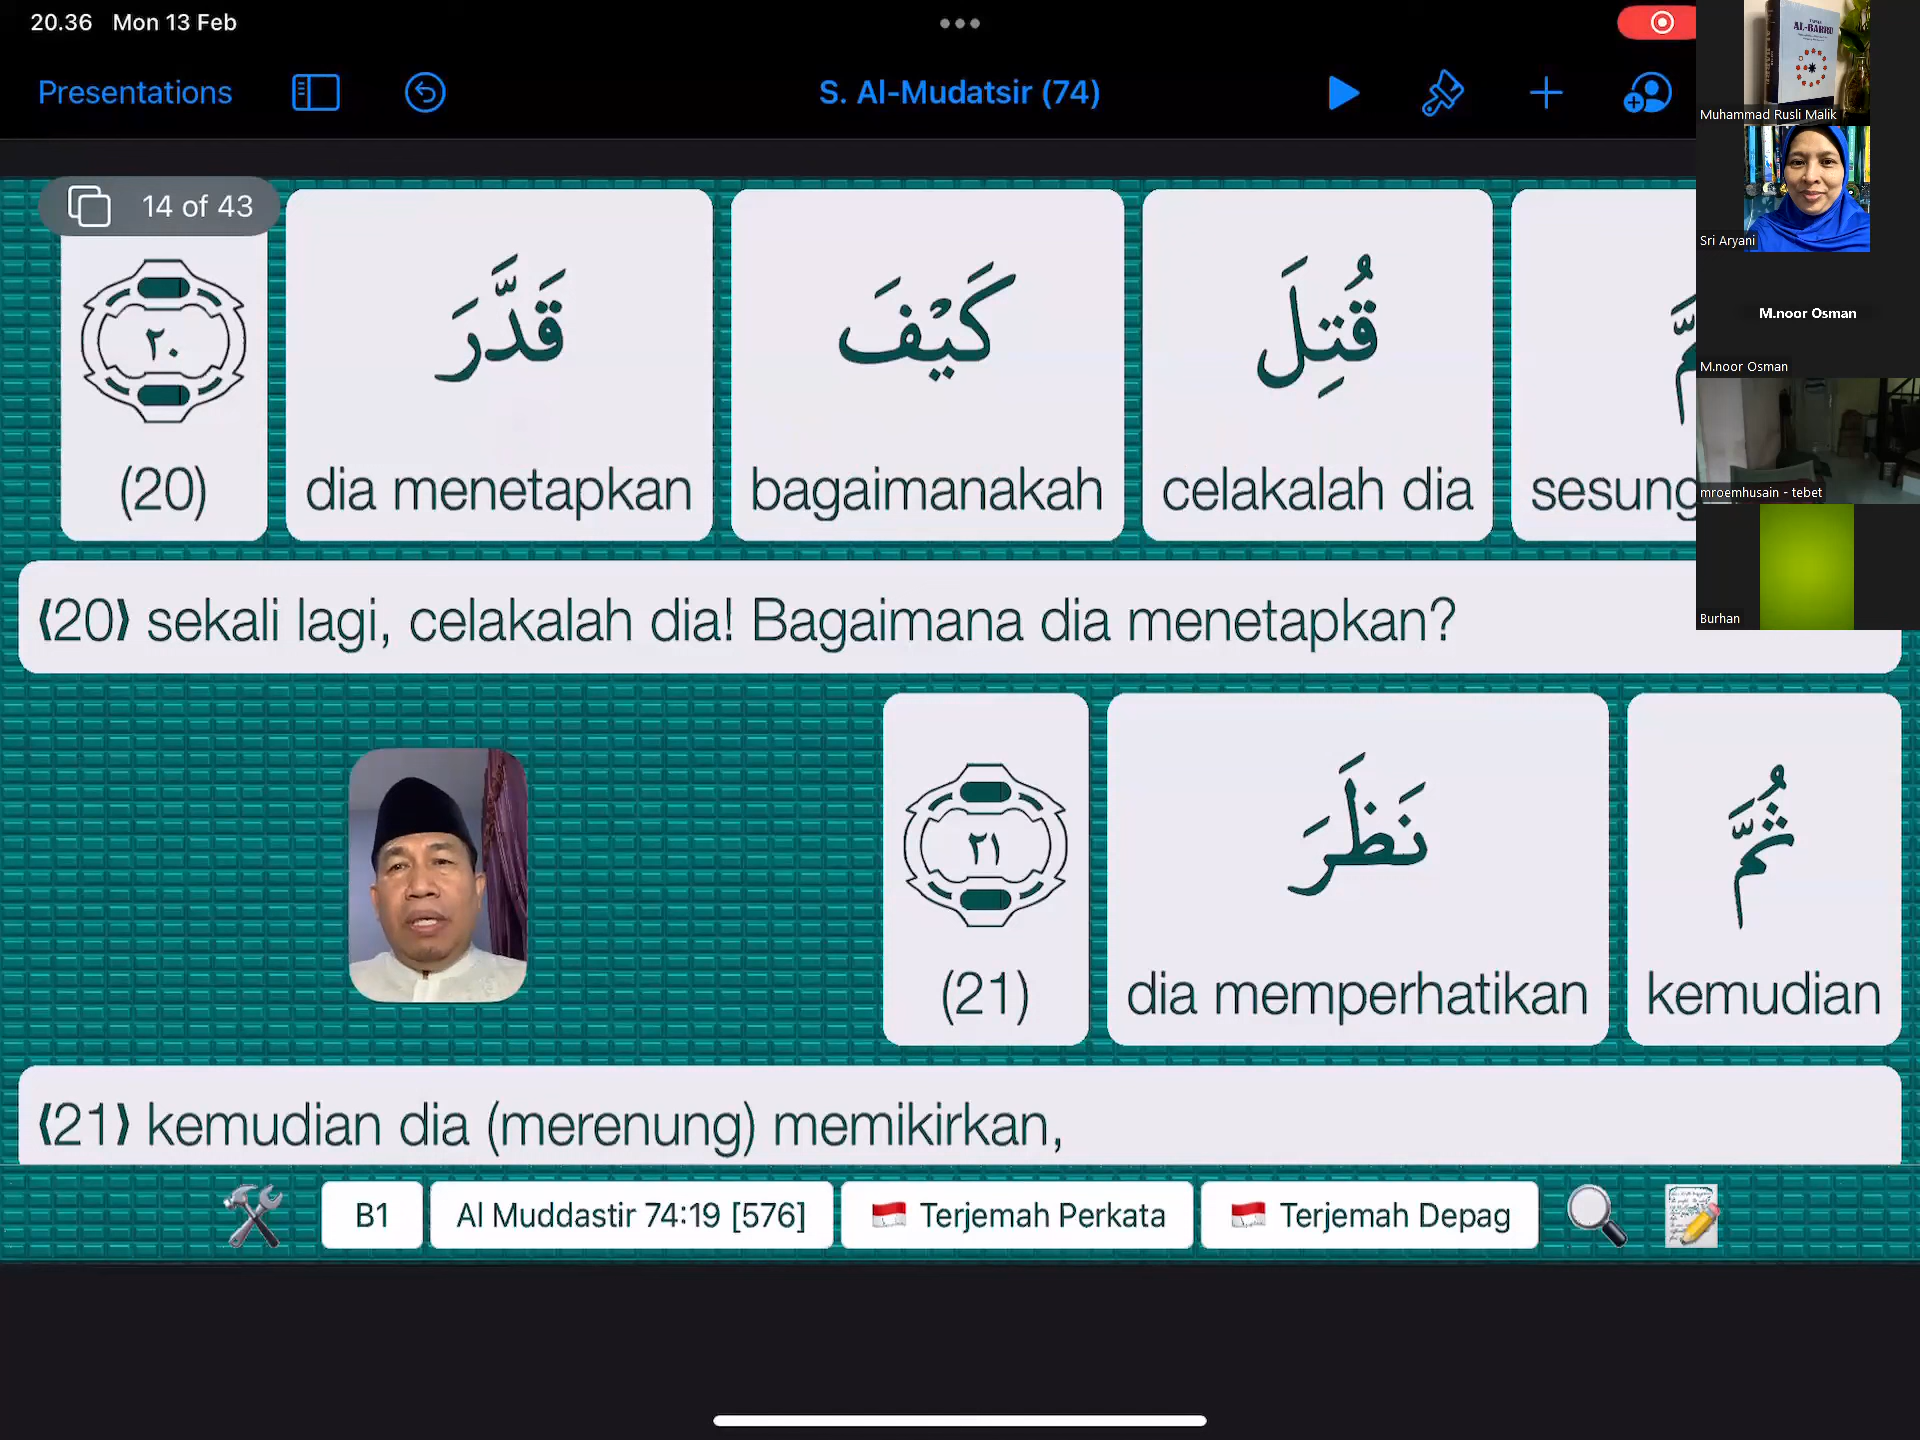 20.36 Mon 13 Feb
Presentations
S. Al-Mudatsir (74)
14 of 43
قُتِلَ كَيْفَ قَدَّرَ ٢٠
celakalah dia
bagaimanakah
dia menetapkan
(20)
⟪20⟫ sekali lagi, celakalah dia! Bagaimana dia menetapkan?
ثُمَّ نَظَرَ ٢١
kemudian
dia memperhatikan
(21)
⟪21⟫ kemudian dia (merenung) memikirkan,
B1
Al Muddastir 74:19 [576]
Terjemah Perkata
Terjemah Depag
AL-BARRU
Muhammad Rusli Malik
Sri Aryani
M.noor Osman
M.noor Osman
mroemhusain - tebet
Burhan